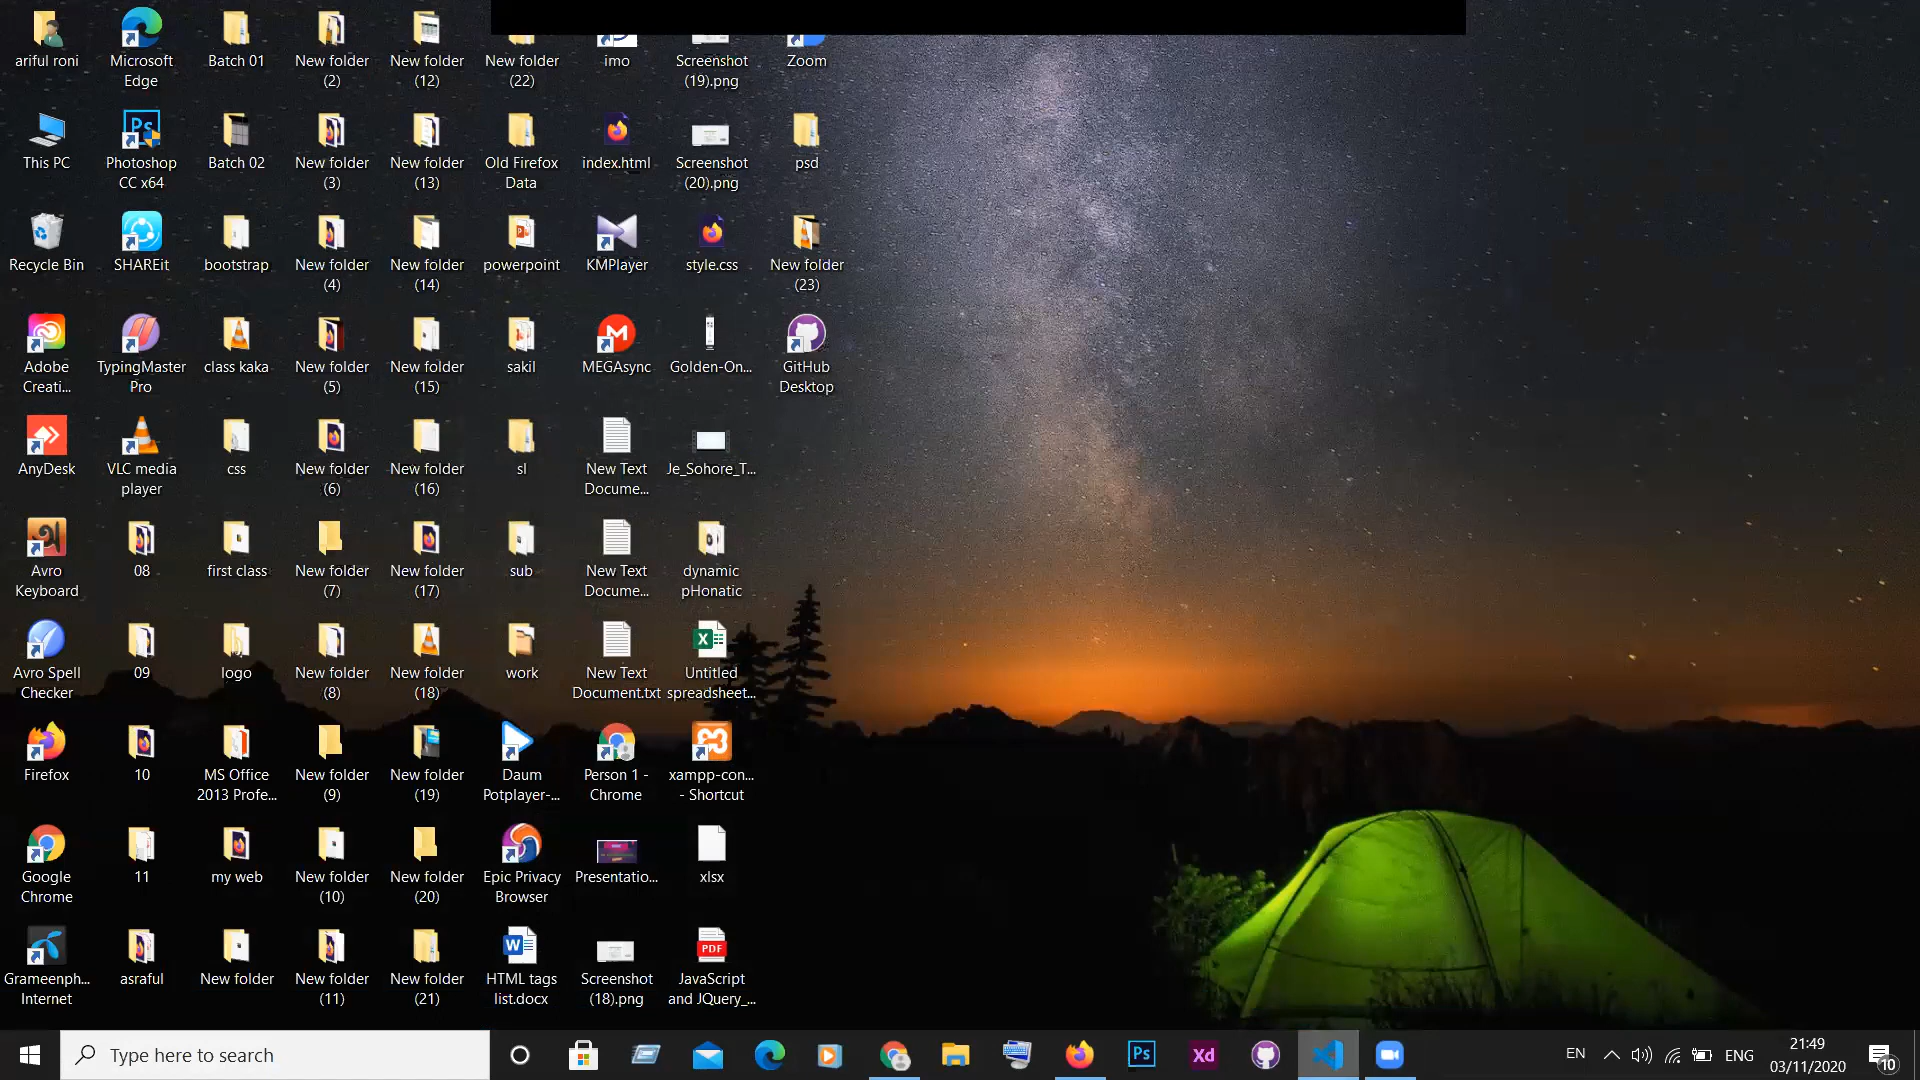 ariful roni
Microsoft
Edge
Batch 01
New folder
(2)
New folder
(12)
New folder
(22)
imo
Screenshot
(19).png
Zoom
This PC
Ps
Photoshop
CC x64
Batch 02
New folder
(3)
New folder
(13)
Old Firefox
Data
index.html
Screenshot
(20).png
psd
Recycle Bin
SHAREit
bootstrap
New folder
(4)
New folder
(14)
powerpoint
KMPlayer
style.css
New folder
(23)
Adobe
Creati...
TypingMaster
Pro
class kaka
New folder
(5)
New folder
(15)
sakil
M
MEGAsync
Golden-On...
GitHub
Desktop
AnyDesk
VLC media
player
css
New folder
(6)
New folder
(16)
sl
New Text
Docume...
Je_Sohore_T...
Avro
Keyboard
08
first class
New folder
(7)
New folder
(17)
sub
New Text
Docume...
dynamic
pHonatic
Avro Spell
Checker
09
logo
New folder
(8)
New folder
(18)
work
New Text
Document.txt
X
Untitled
spreadsheet...
Firefox
10
MS Office
2013 Profe...
New folder
(9)
New folder
(19)
Daum
Potplayer-...
Person 1 -
Chrome
xampp-con...
- Shortcut
Google
Chrome
11
my web
New folder
(10)
New folder
(20)
Epic Privacy
Browser
Presentatio...
xlsx
Grameenph...
Internet
asraful
New folder
New folder
(11)
New folder
(21)
W
HTML tags
list.docx
Screenshot
(18).png
PDF
JavaScript
and JQuery_...
Type here to search
Ps
Xd
EN
ENG
21:49
03/11/2020
10